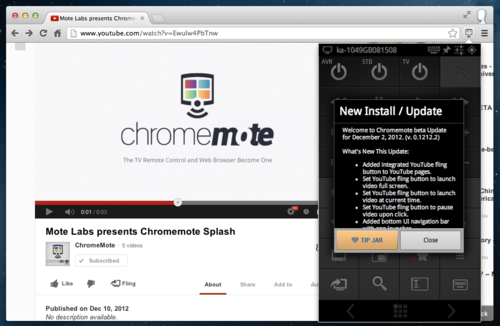 Mote Labs presents Chromem
www.youtube.com/watch?v=Ewulw4PbTnw
ka-1049GB081508
AVR
STB
TV
chromemote
The TV Remote Control and Web Browser Become One
New Install / Update
Welcome to Chromemote beta Update
for December 2, 2012. (v. 0.1212.2)
What's New This Update:
• Added integrated YouTube fling
button to YouTube pages.
• Set YouTube fling button to launch
video full screen.
• Set YouTube fling button to launch
video at current time.
• Set YouTube fling button to pause
video upon click.
• Added bottom UI navigation bar
TIP JAR
Close
0:01 / 0:03
Mote Labs presents Chromemote Splash
ChromeMote · 5 videos
Subscribed
Like
Fling
About
Share
Add to
Published on Dec 10, 2012
No description available.